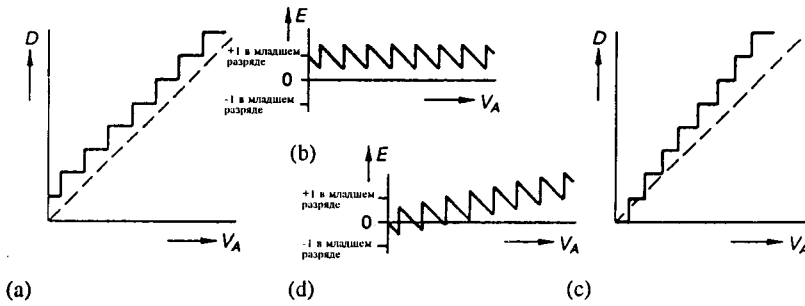 D
V_A
(a)
E
+1 в младшем
разряде
0
-1 в младшем
разряде
V_A
(b)
E
+1 в младшем
разряде
0
-1 в младшем
разряде
V_A
(d)
D
V_A
(c)